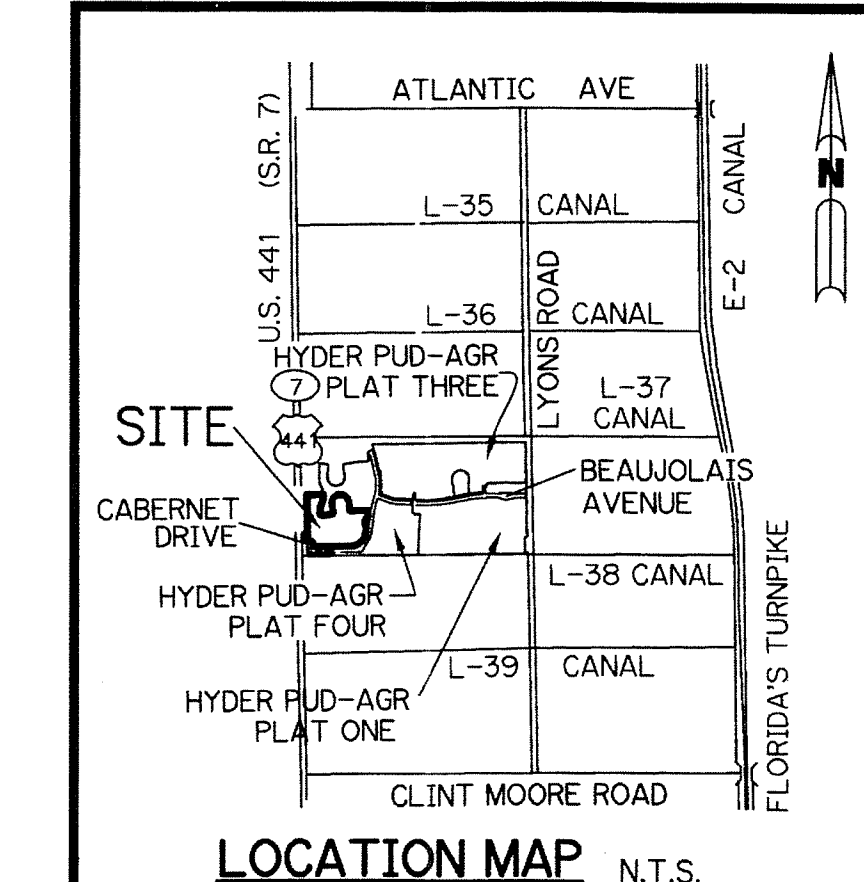 ATLANTIC AVE
U.S. 441 (S.R. 7)
E-2 CANAL
N
L-35 CANAL
L-36 CANAL
LYONS ROAD
HYDER PUD-AGR
PLAT THREE
7
441
L-37
CANAL
SITE
BEAUJOLAIS
AVENUE
CABERNET
DRIVE
L-38 CANAL
HYDER PUD-AGR
PLAT FOUR
FLORIDA'S TURNPIKE
L-39 CANAL
HYDER PUD-AGR
PLAT ONE
CLINT MOORE ROAD
LOCATION MAP N.T.S.